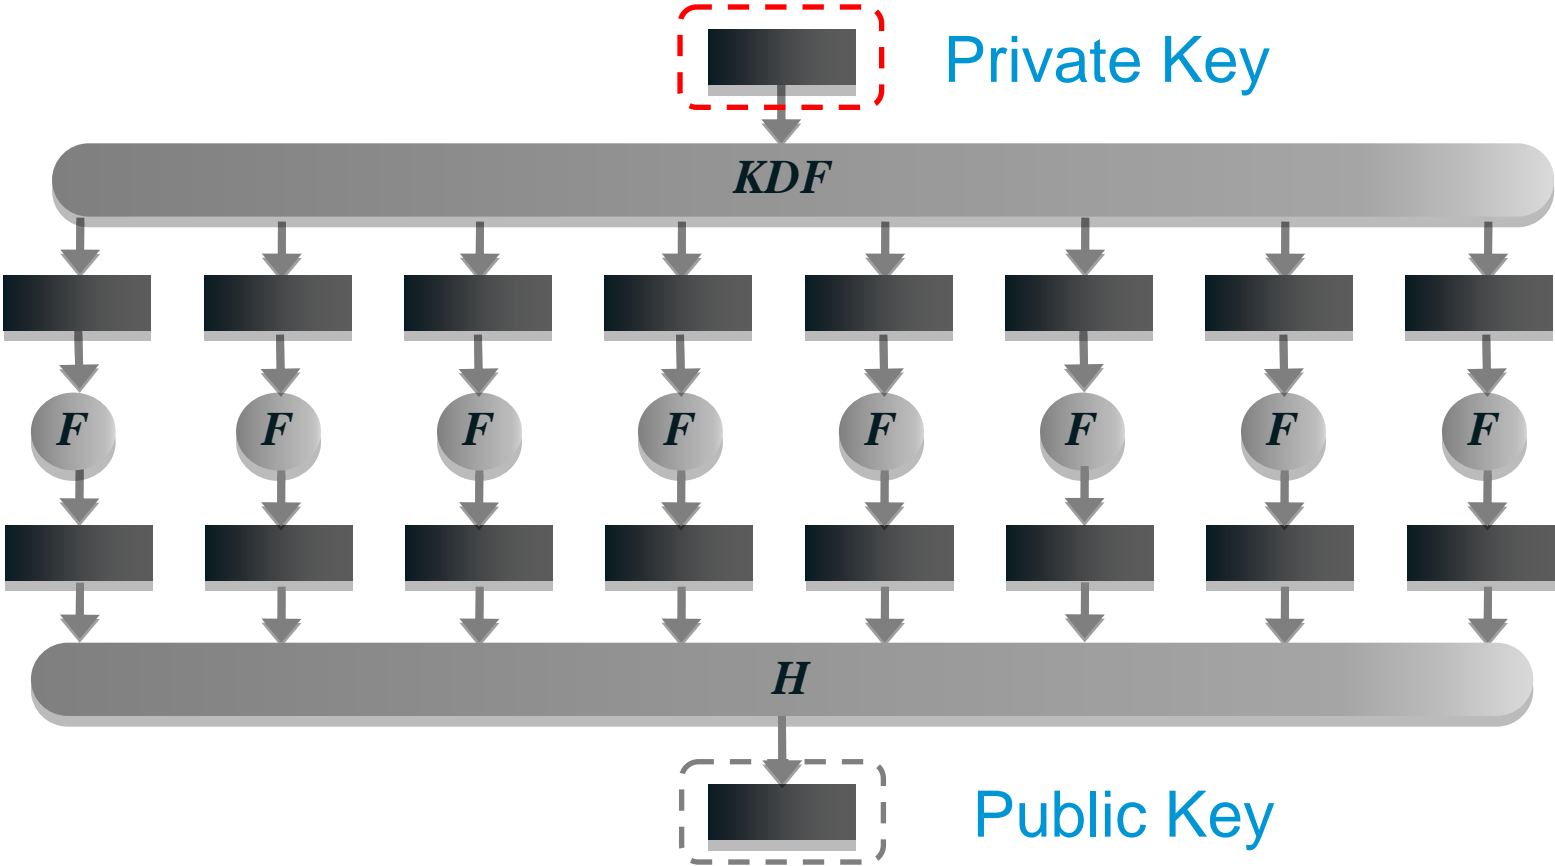 Private Key
KDF
F F F F F F F F
H
Public Key